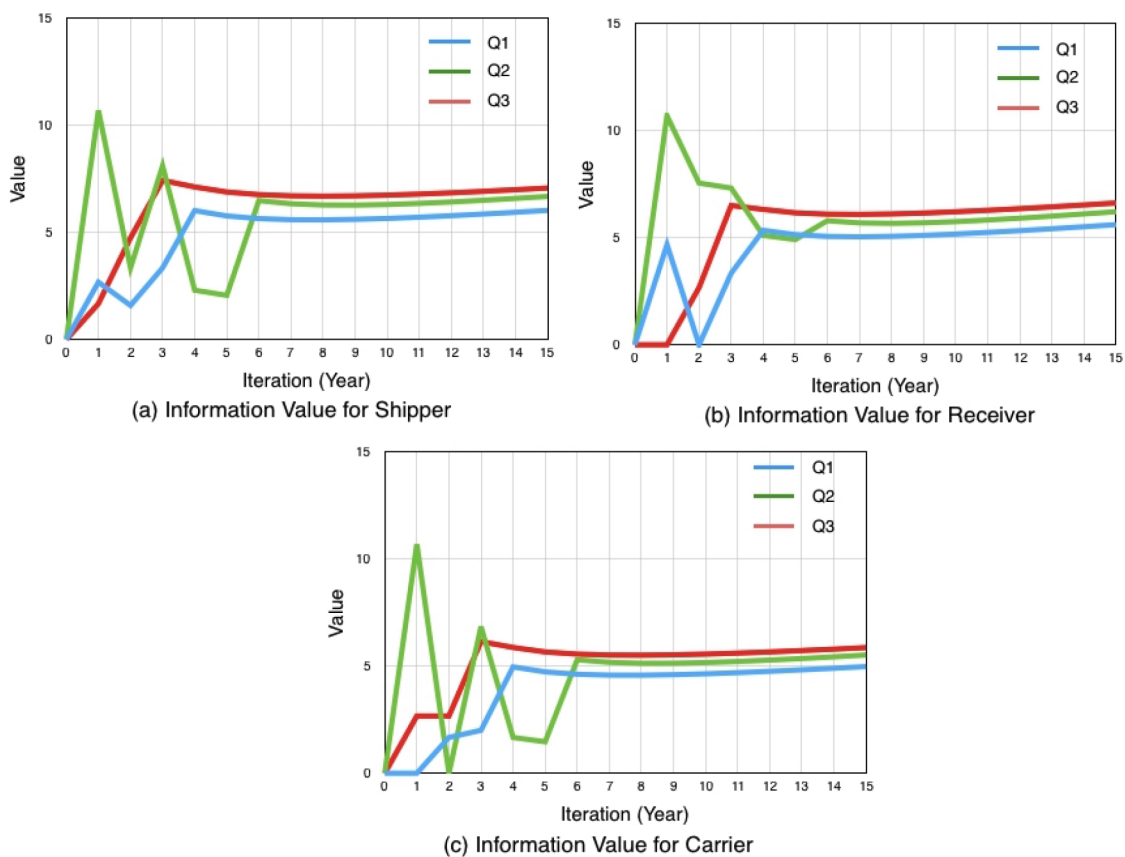 15
10
5
0
Value
Q1
Q2
Q3
0 1 2 3 4 5 6 7 8 9 10 11 12 13 14 15
Iteration (Year)
(a) Information Value for Shipper
15
10
5
0
Value
Q1
Q2
Q3
0 1 2 3 4 5 6 7 8 9 10 11 12 13 14 15
Iteration (Year)
(b) Information Value for Receiver
15
10
5
0
Value
Q1
Q2
Q3
0 1 2 3 4 5 6 7 8 9 10 11 12 13 14 15
Iteration (Year)
(c) Information Value for Carrier